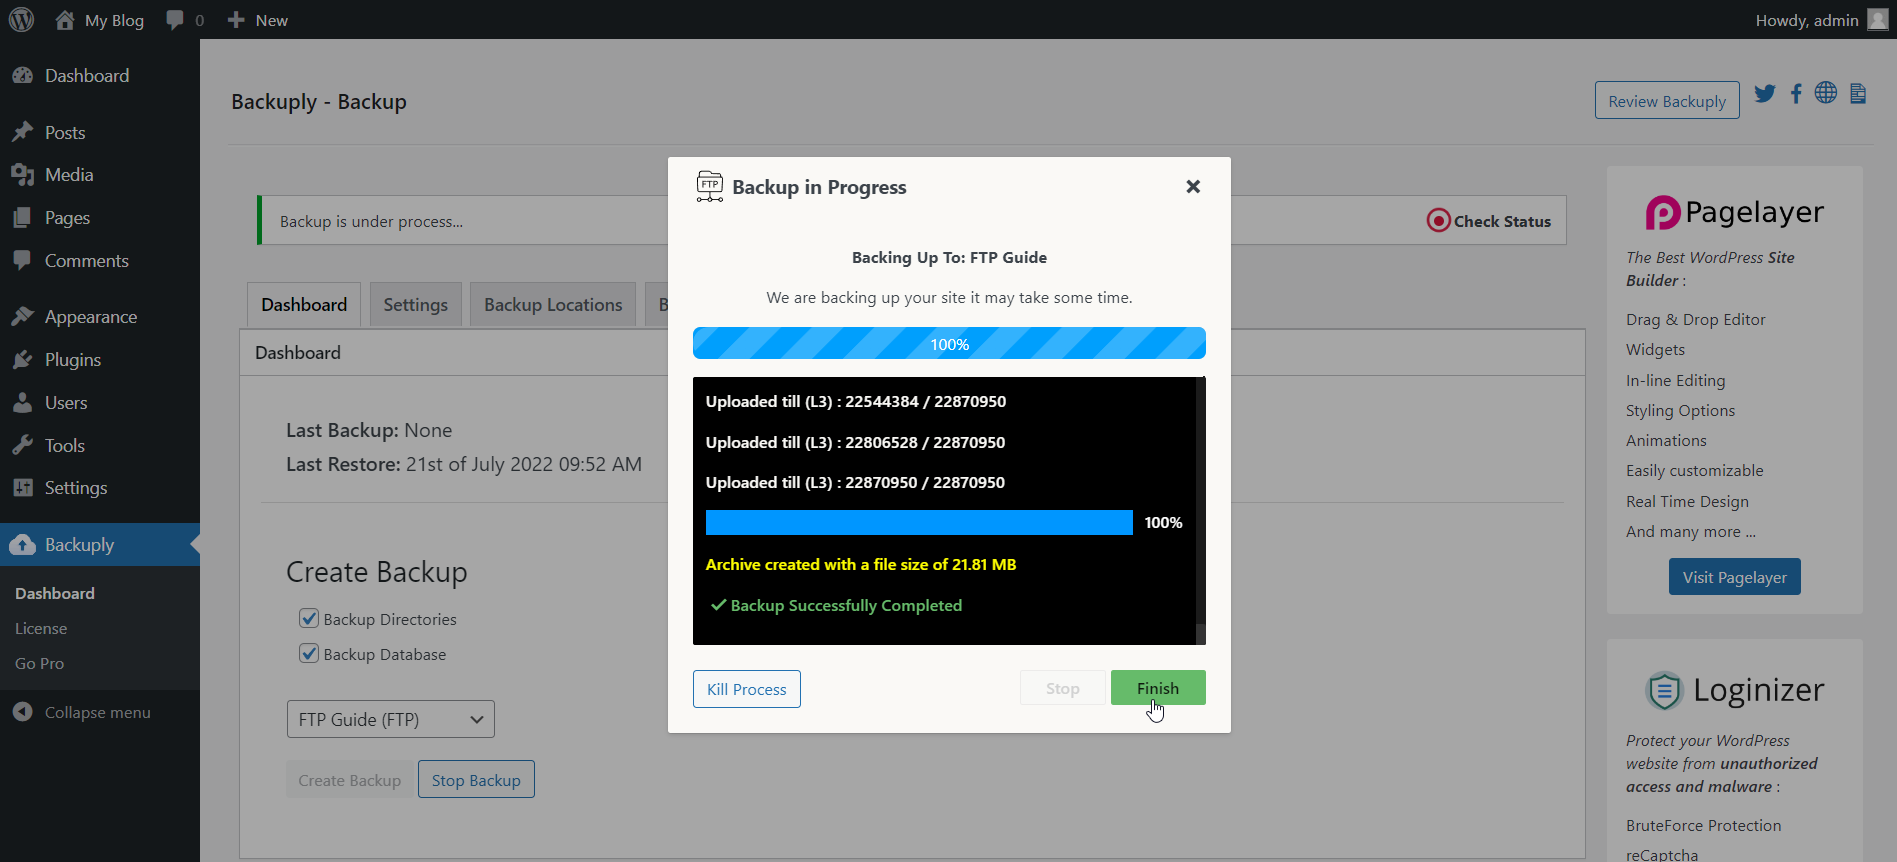 My Blog
0
New
Howdy, admin
Dashboard
Posts
Media
Pages
Comments
Appearance
Plugins
Users
Tools
Settings
Backuply
Dashboard
License
Go Pro
Collapse menu
Backuply - Backup
Review Backuply
Backup is under process...
Check Status
Dashboard
Settings
Backup Locations
B
Dashboard
Last Backup: None
Last Restore: 21st of July 2022 09:52 AM
Create Backup
Backup Directories
Backup Database
FTP Guide (FTP)
Create Backup
Stop Backup
FTP
Backup in Progress
Backing Up To: FTP Guide
We are backing up your site it may take some time.
100%
Uploaded till (L3) : 22544384 / 22870950
Uploaded till (L3) : 22806528 / 22870950
Uploaded till (L3) : 22870950 / 22870950
100%
Archive created with a file size of 21.81 MB
Backup Successfully Completed
Kill Process
Stop
Finish
Pagelayer
The Best WordPress Site
Builder :
Drag & Drop Editor
Widgets
In-line Editing
Styling Options
Animations
Easily customizable
Real Time Design
And many more ...
Visit Pagelayer
Loginizer
Protect your WordPress
website from unauthorized
access and malware :
BruteForce Protection
reCaptcha